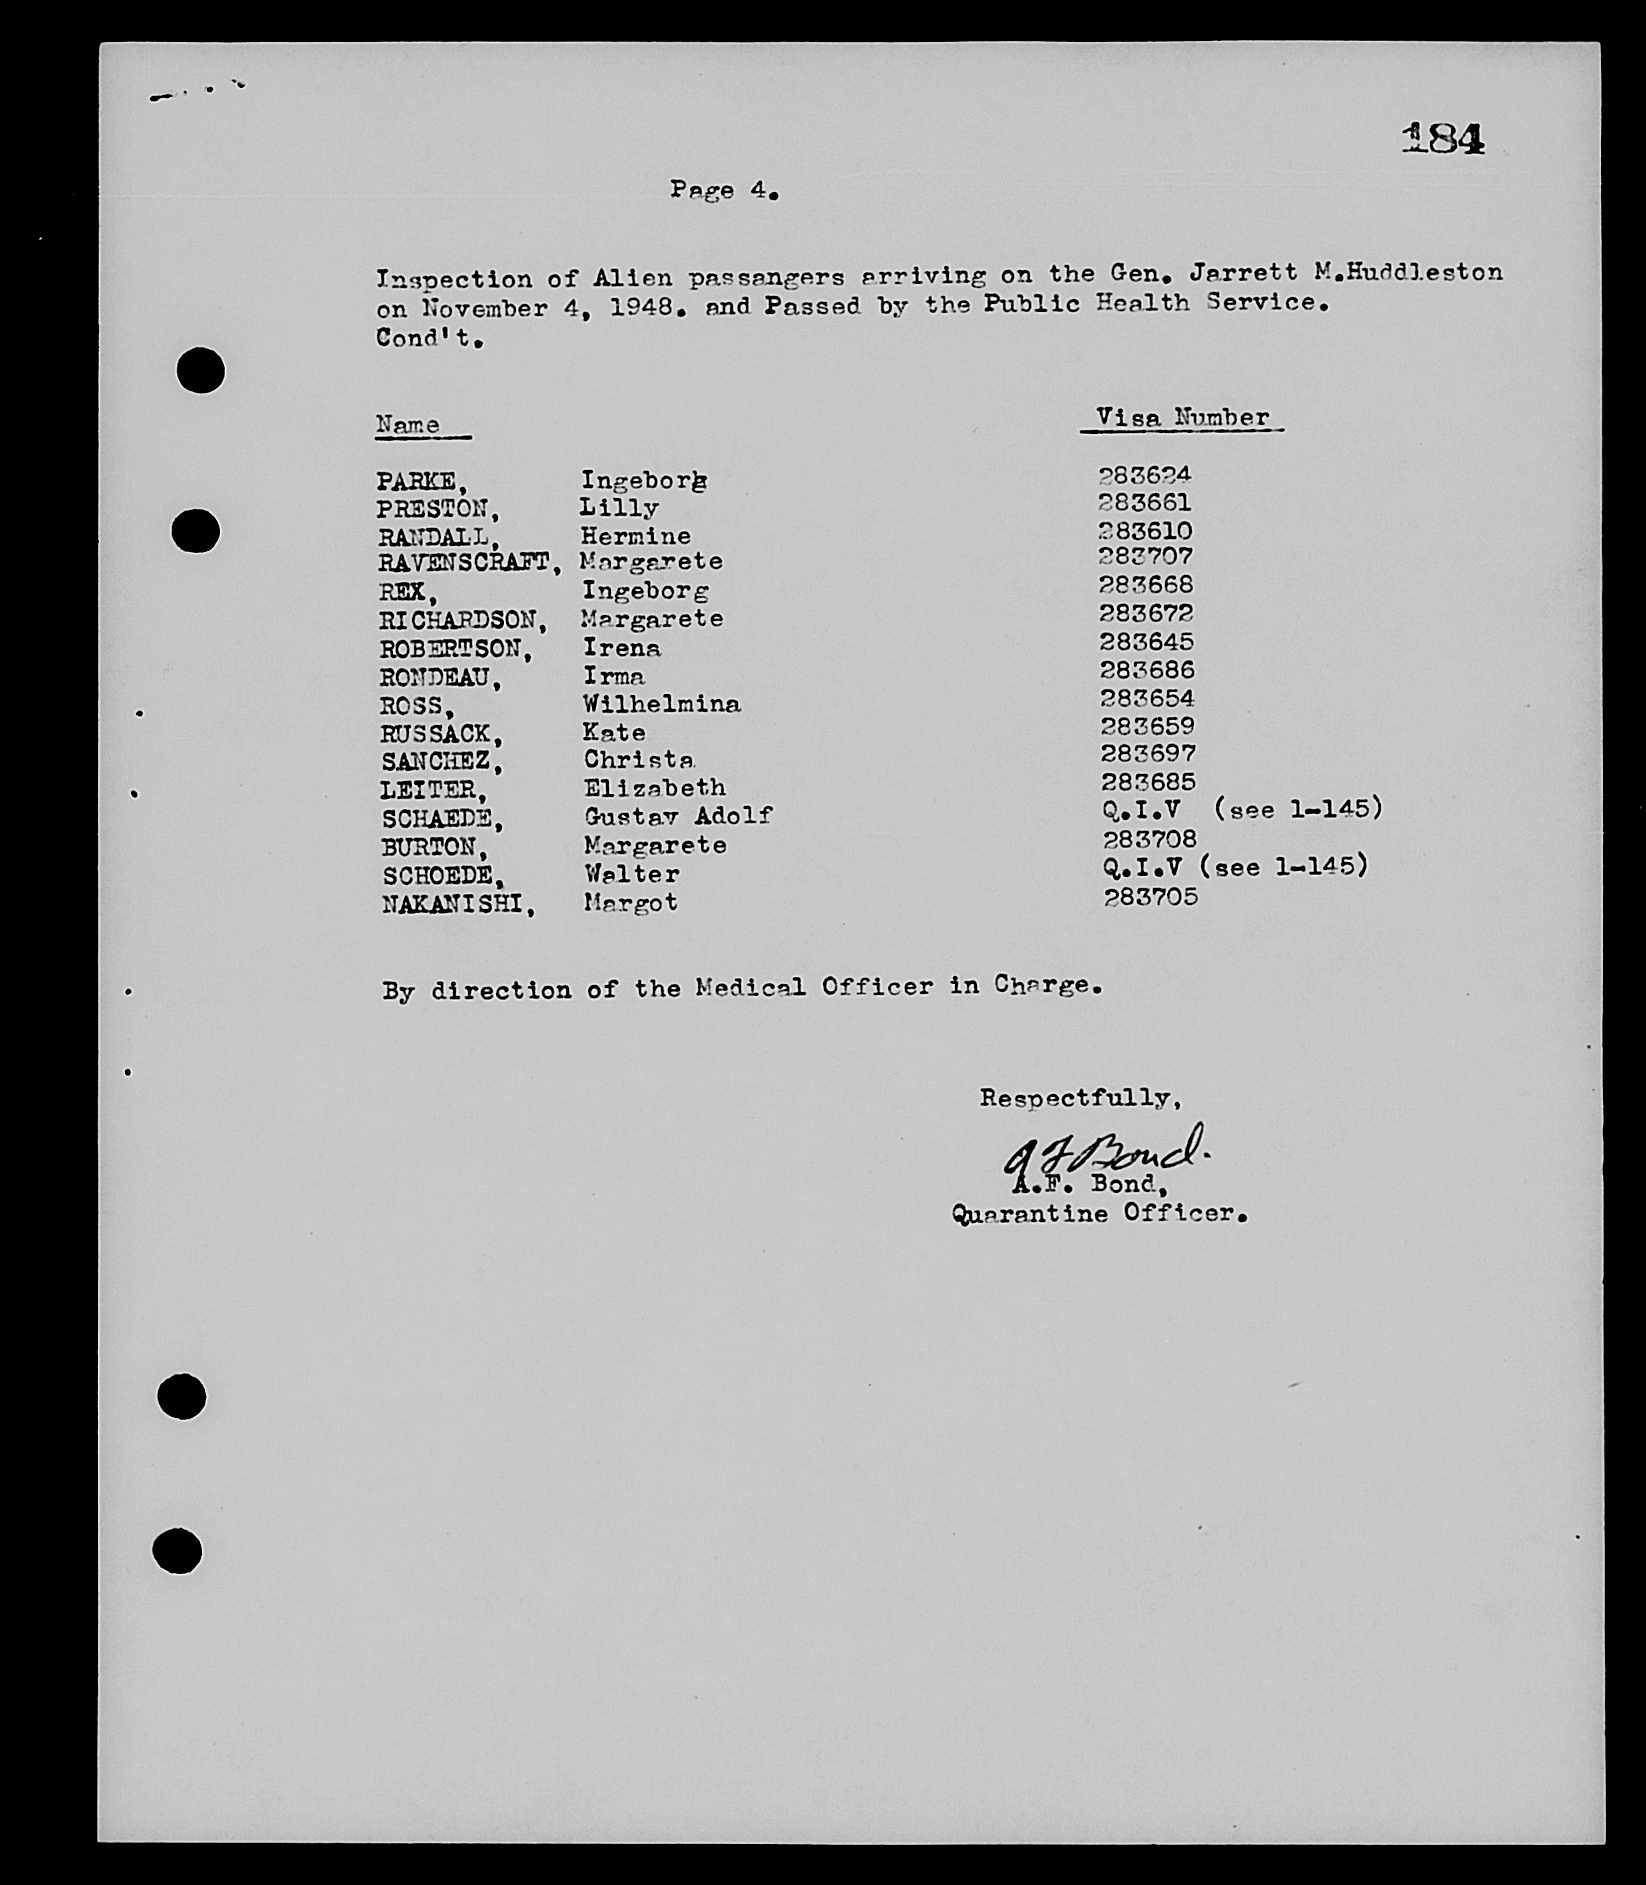 184
Page 4.
Inspection of Alien passangers arriving on the Gen. Jarrett M.Huddleston
on November 4, 1948. and Passed by the Public Health Service.
Cond't.
Name Visa Number
PARKE, Ingeborg 283624
PRESTON, Lilly 283661
RANDALL, Hermine 283610
RAVENSCRAFT, Margarete 283707
REX, Ingeborg 283668
RICHARDSON, Margarete 283672
ROBERTSON, Irena 283645
RONDEAU, Irma 283686
ROSS, Wilhelmina 283654
RUSSACK, Kate 283659
SANCHEZ, Christa 283697
LEITER, Elizabeth 283685
SCHAEDE, Gustav Adolf Q.I.V (see 1-145)
BURTON, Margarete 283708
SCHOEDE, Walter Q.I.V (see 1-145)
NAKANISHI, Margot 283705
By direction of the Medical Officer in Charge.
Respectfully,
A F Bond.
A.F. Bond,
Quarantine Officer.